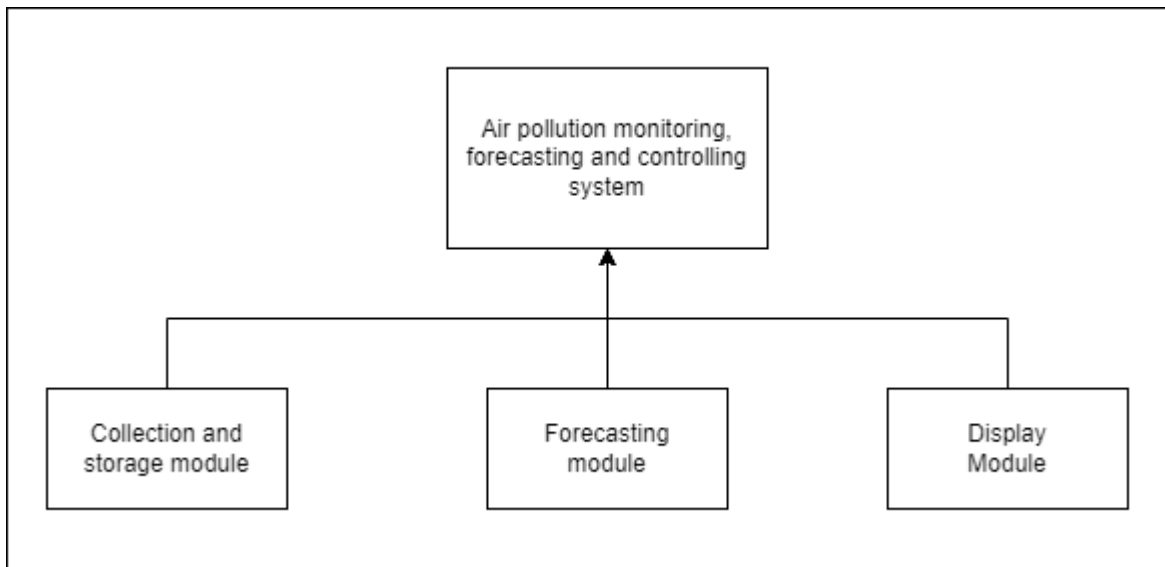 Air pollution monitoring,
forecasting and controlling
system
Collection and
storage module
Forecasting
module
Display
Module